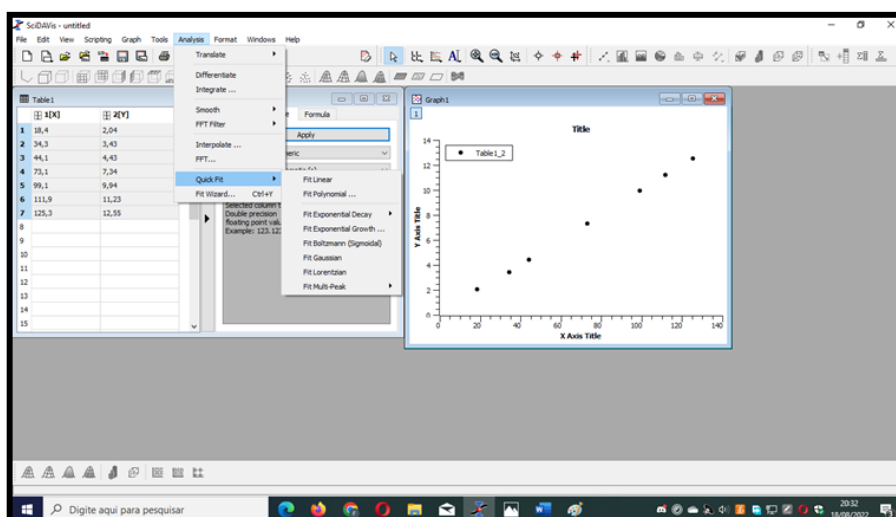 SciDAVis - untitled
File Edit View Scripting Graph Tools Analysis Format Windows Help
Translate
Differentiate
Integrate ...
Smooth
FFT Filter
Interpolate ...
FFT...
Quick Fit
Fit Wizard... Ctrl+Y
Fit Linear
Fit Polynomial ...
Fit Exponential Decay
Fit Exponential Growth ...
Fit Boltzmann (Sigmoidal)
Fit Gaussian
Fit Lorentzian
Fit Multi-Peak
Table1
1[X] 2[Y]
1 18,4 2,04
2 34,3 3,43
3 44,1 4,43
4 73,1 7,34
5 99,1 9,94
6 111,9 11,23
7 125,3 12,55
8
9
10
11
12
13
14
15
Formula
Apply
Selected column
Double precision
floating point
Example: 123.12
Graph1
1
Title
Table1_2
14
12
10
8
6
4
2
0
Y Axis Title
0 20 40 60 80 100 120 140
X Axis Title
Digite aqui para pesquisar
20:32
18/08/2022